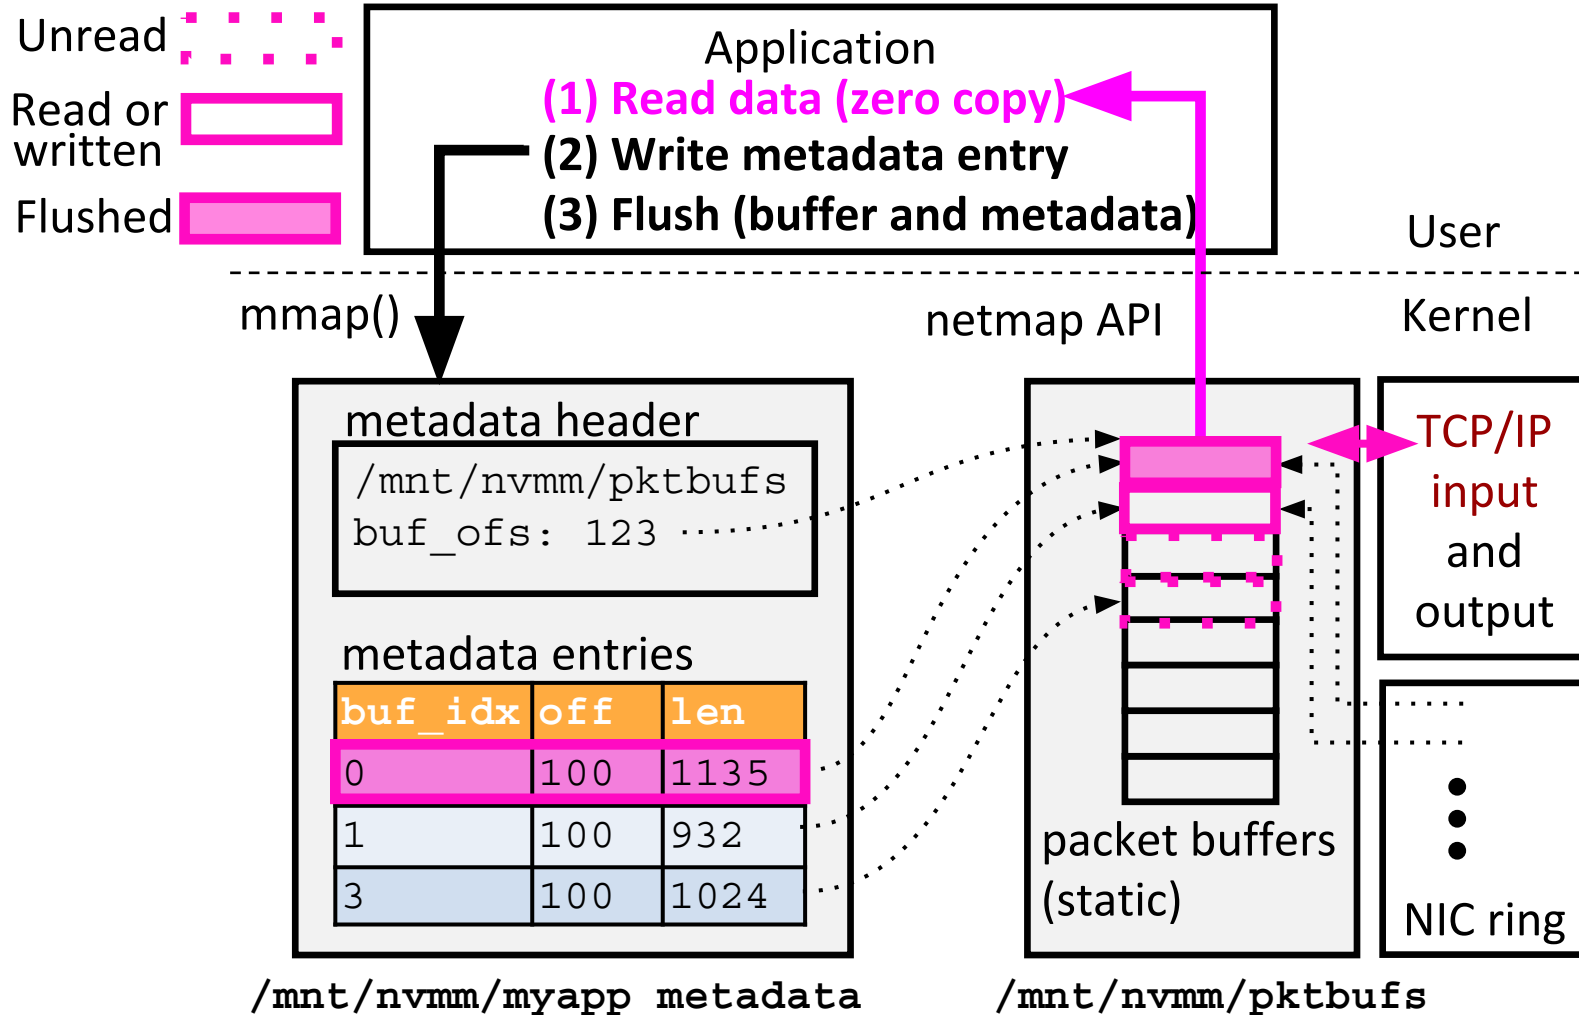 Unread
Read or
written
Flushed
Application
(1) Read data (zero copy)
(2) Write metadata entry
(3) Flush (buffer and metadata)
User
mmap()
netmap API
Kernel
metadata header
/mnt/nvmm/pktbufs
buf_ofs: 123
metadata entries
buf_idx off len
0 100 1135
1 100 932
3 100 1024
/mnt/nvmm/myapp metadata
packet buffers
(static)
/mnt/nvmm/pktbufs
TCP/IP
input
and
output
NIC ring